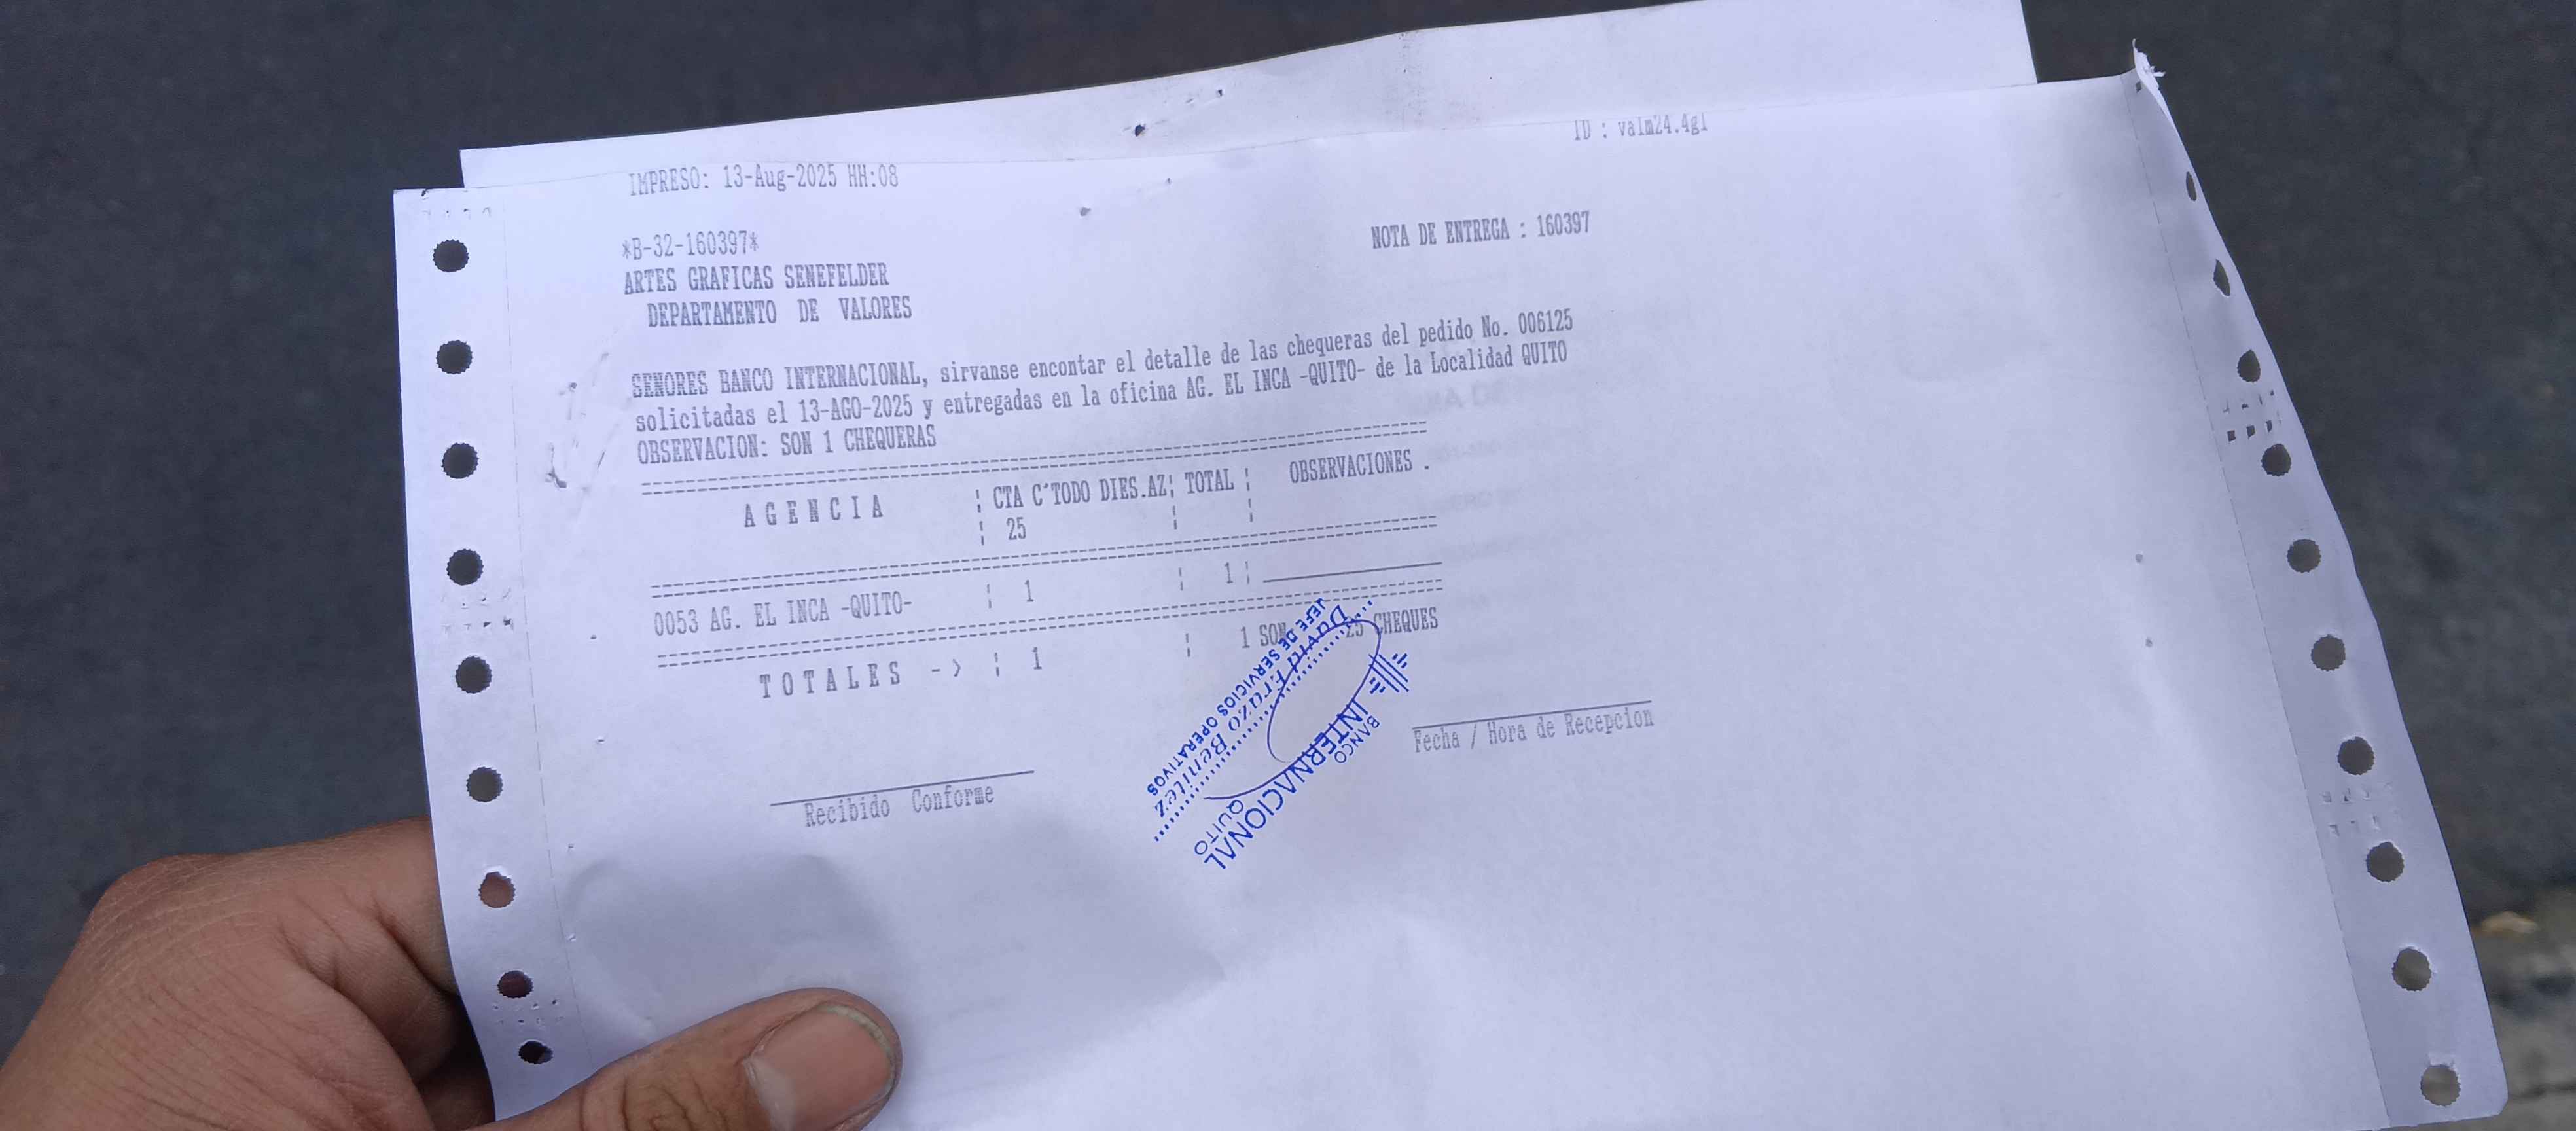 ID : valm24.4gl
IMPRESO: 13-Aug-2025 HH:08
*B-32-160397*
NOTA DE ENTREGA : 160397
ARTES GRAFICAS SENEFELDER
DEPARTAMENTO DE VALORES
SENORES BANCO INTERNACIONAL, sirvanse encontar el detalle de las chequeras del pedido No. 006125
solicitadas el 13-AGO-2025 y entregadas en la oficina AG. EL INCA -QUITO- de la Localidad QUITO
OBSERVACION: SON 1 CHEQUERAS
A G E N C I A ¦ CTA C´TODO DIES.AZ¦ TOTAL ¦ OBSERVACIONES .
¦ 25 ¦ ¦
0053 AG. EL INCA -QUITO- ¦ 1 ¦ 1 ¦
T O T A L E S - > ¦ 1 ¦ 1 SON 25 CHEQUES
Recibido Conforme
Fecha / Hora de Recepcion
BANCO
INTERNACIONAL
QUITO
Erazo Benitez
JEFE DE SERVICIOS OPERATIVOS